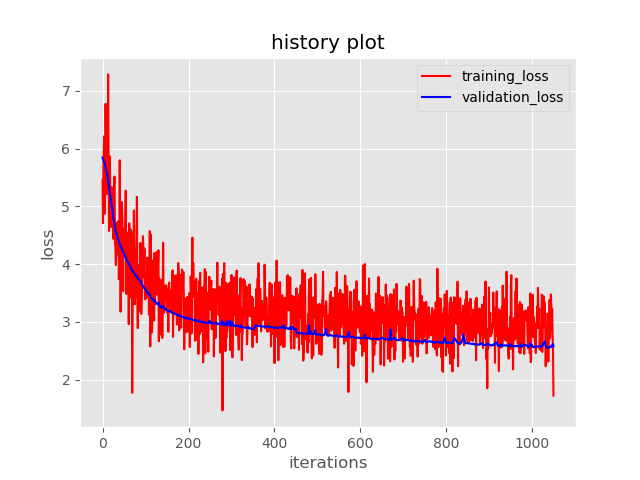 history plot
training_loss
validation_loss
loss
7
6
5
4
3
2
0 200 400 600 800 1000
iterations